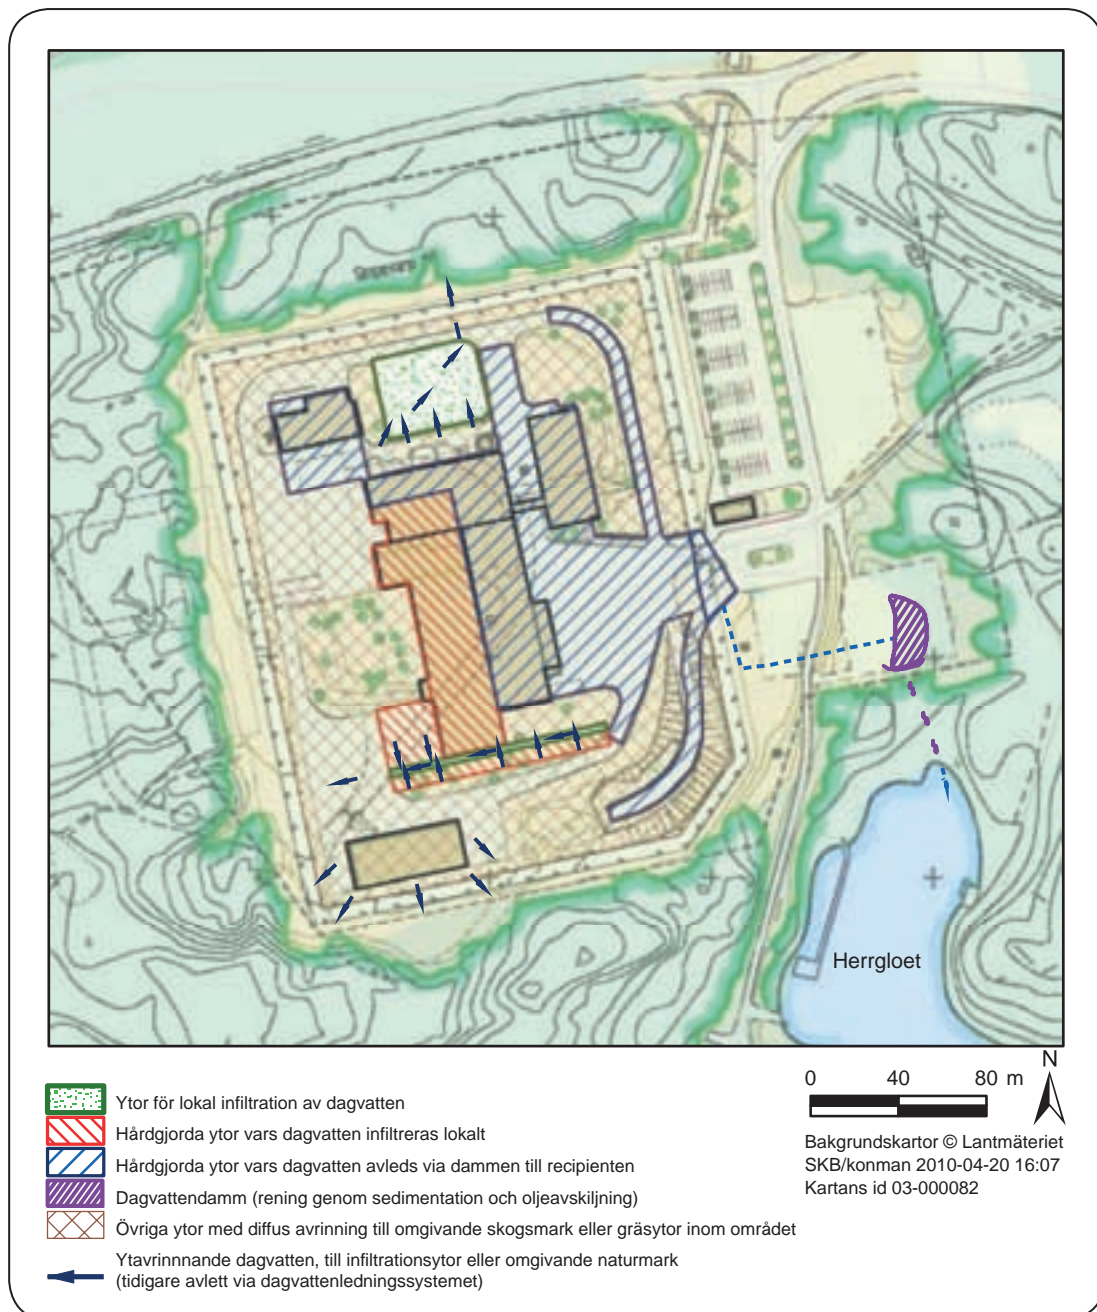 Herrgloet
N
0 40 80 m
Bakgrundskartor © Lantmäteriet
SKB/konman 2010-04-20 16:07
Kartans id 03-000082
Ytor för lokal infiltration av dagvatten
Hårdgjorda ytor vars dagvatten infiltreras lokalt
Hårdgjorda ytor vars dagvatten avleds via dammen till recipienten
Dagvattendamm (rening genom sedimentation och oljeavskiljning)
Övriga ytor med diffus avrinning till omgivande skogsmark eller gräsytor inom området
Ytavrinnnande dagvatten, till infiltrationsytor eller omgivande naturmark
(tidigare avlett via dagvattenledningssystemet)